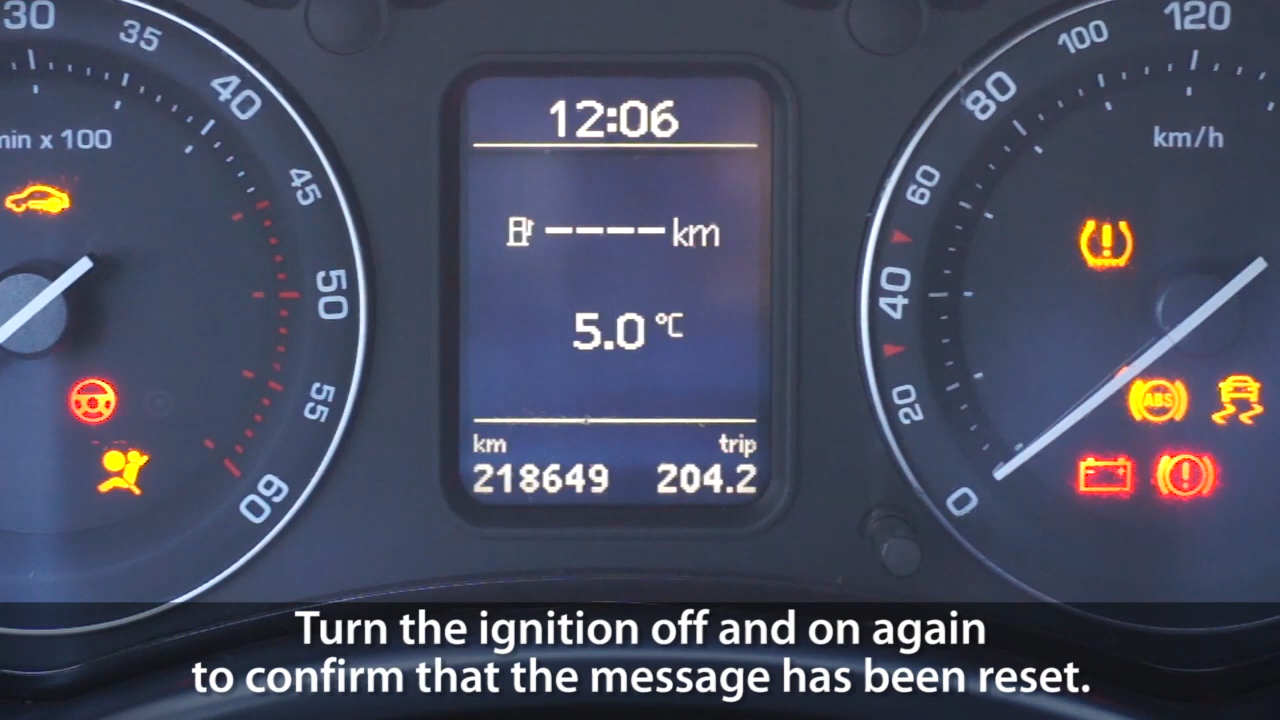 30
35
40
45
50
55
60
min x 100
12:06
----km
5.0 °C
km trip
218649 204.2
120
100
80
60
40
20
0
km/h
ABS
Turn the ignition off and on again
to confirm that the message has been reset.